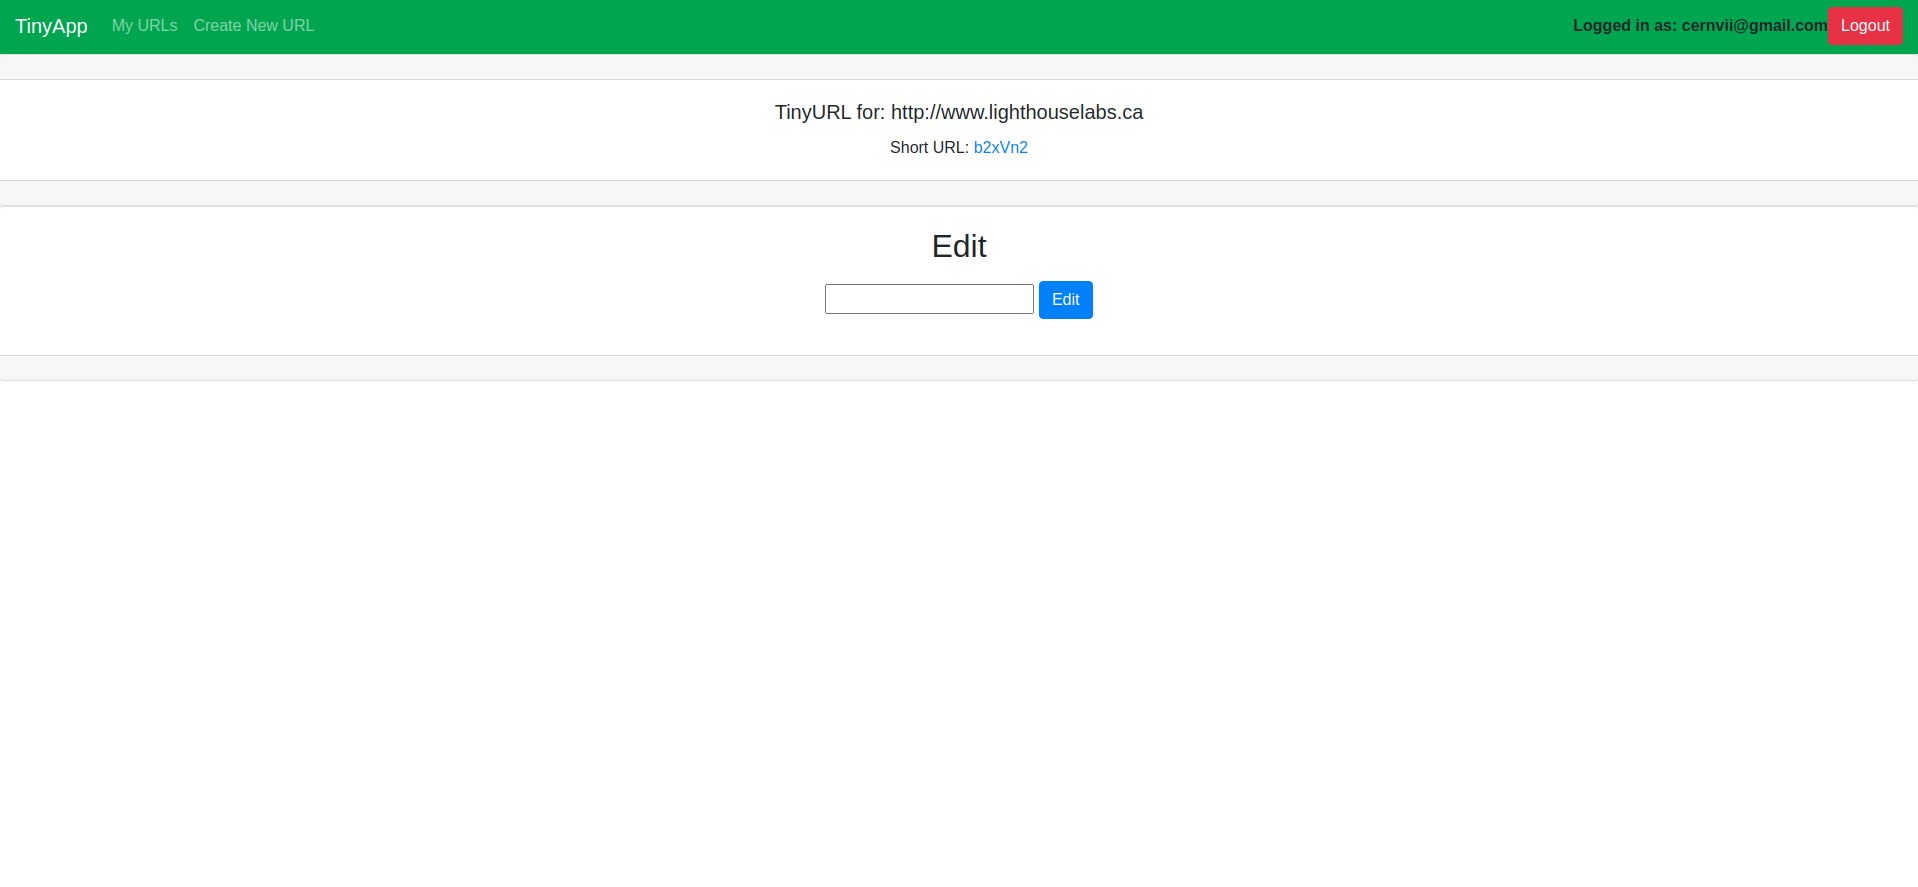 TinyApp My URLs Create New URL Logged in as: cernvii@gmail.com Logout
TinyURL for: http://www.lighthouselabs.ca
Short URL: b2xVn2
Edit
Edit